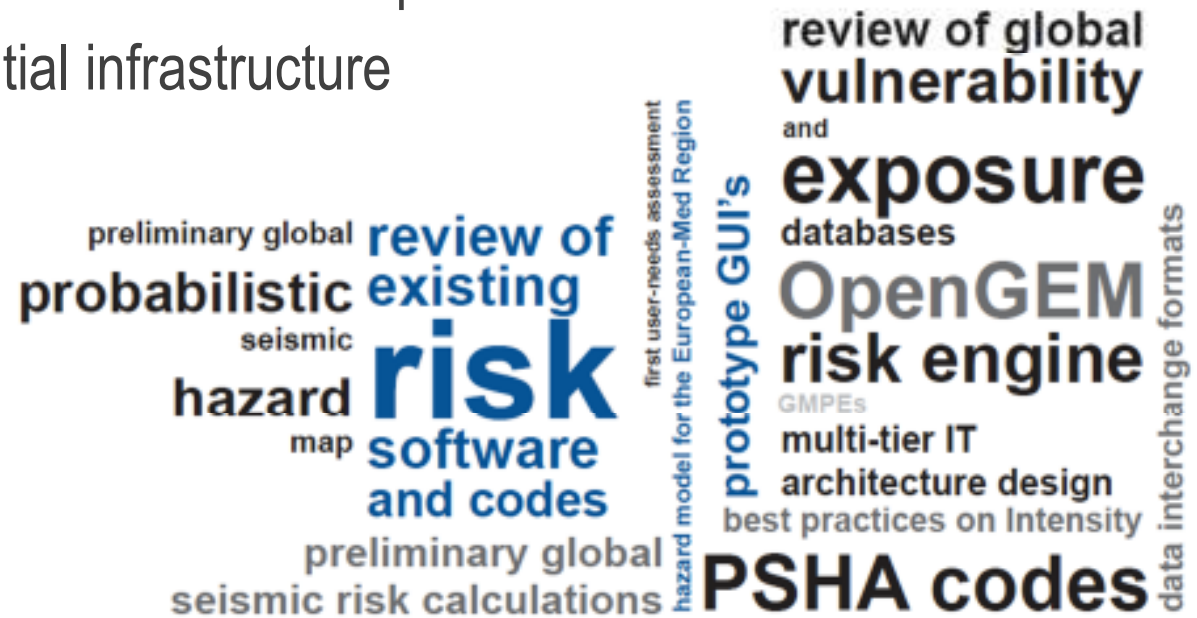 tial infrastructure
preliminary global
probabilistic
seismic
hazard
map
review of
existing
risk
software
and codes
preliminary global
seismic risk calculations
first user-needs assessment
hazard model for the European-Med Region
prototype GUI's
review of global
vulnerability
and
exposure
databases
OpenGEM
risk engine
GMPEs
multi-tier IT
architecture design
best practices on Intensity
PSHA codes
data interchange formats